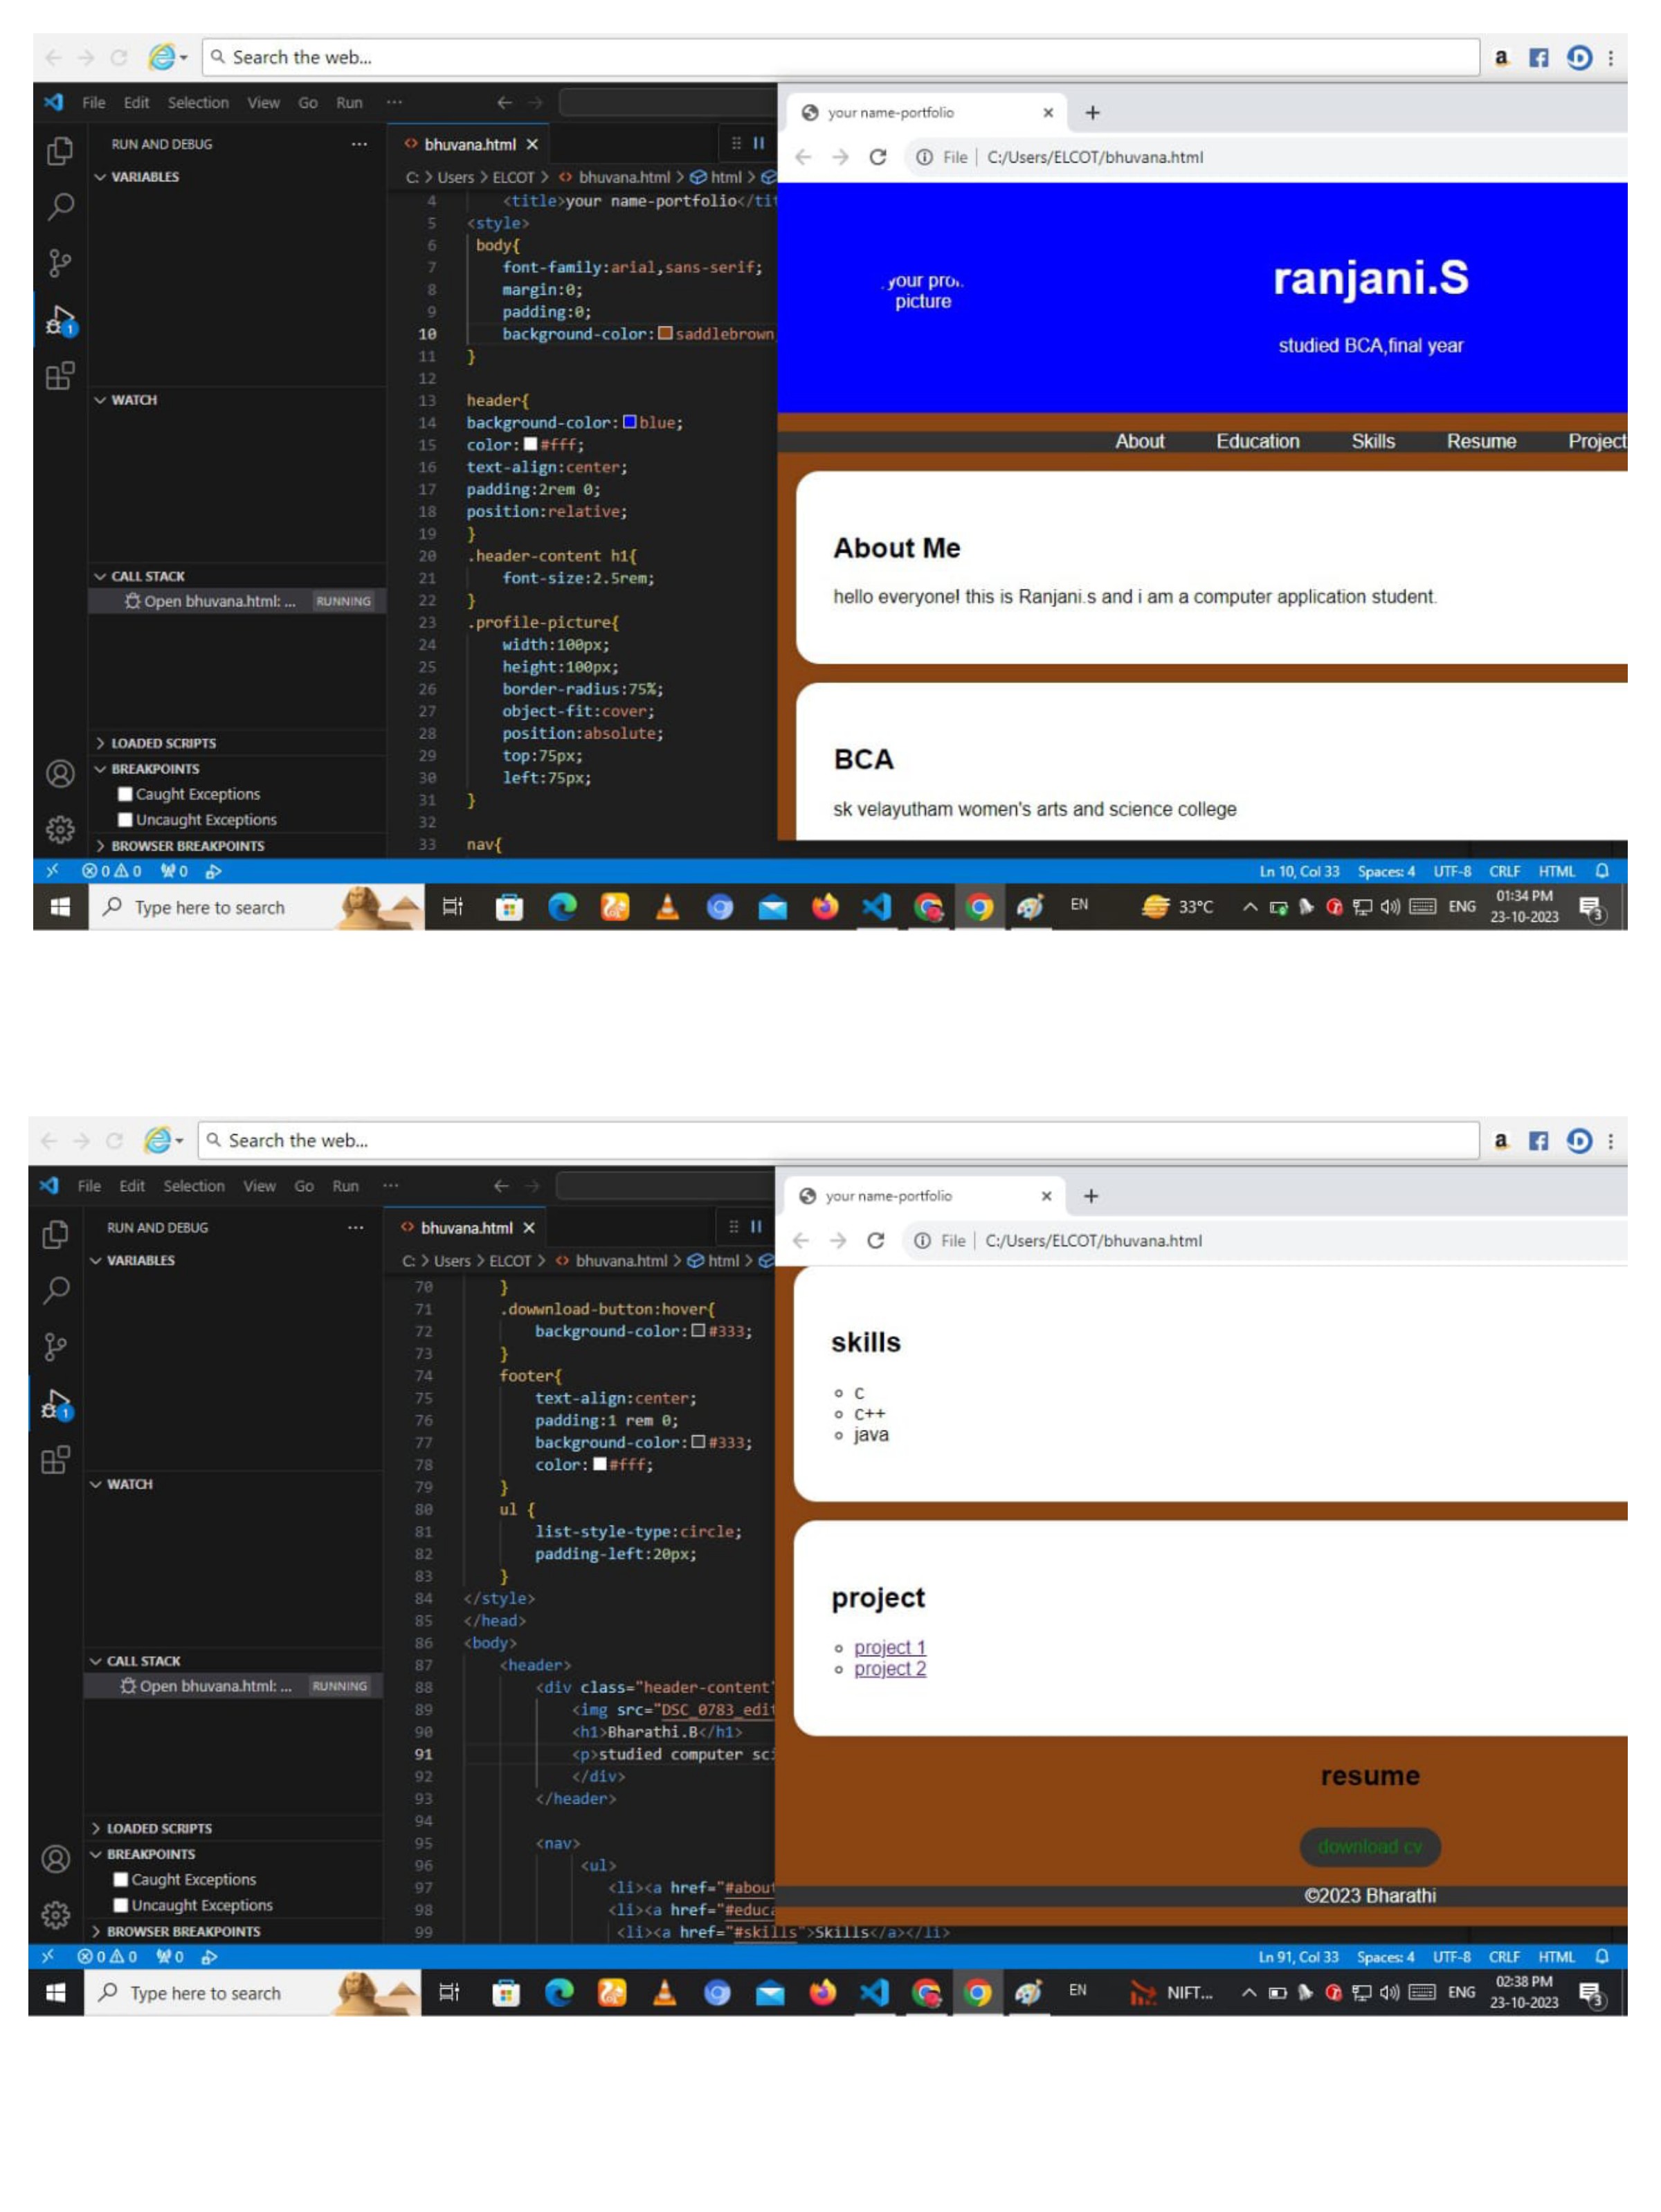 Search the web...
File Edit Selection View Go Run ...
your name-portfolio
RUN AND DEBUG
bhuvana.html
File C:/Users/ELCOT/bhuvana.html
VARIABLES
C: > Users > ELCOT > bhuvana.html > html >
4 <title>your name-portfolio</tit
5 <style>
6 body{
7 font-family:arial,sans-serif;
8 margin:0;
9 padding:0;
10 background-color:saddlebrown
11 }
12
13 header{
14 background-color:blue;
15 color:#fff;
16 text-align:center;
17 padding:2rem 0;
18 position:relative;
19 }
20 .header-content h1{
21 font-size:2.5rem;
22 }
23 .profile-picture{
24 width:100px;
25 height:100px;
26 border-radius:75%;
27 object-fit:cover;
28 position:absolute;
29 top:75px;
30 left:75px;
31 }
32
33 nav{
WATCH
CALL STACK
Open bhuvana.html: ... RUNNING
LOADED SCRIPTS
BREAKPOINTS
Caught Exceptions
Uncaught Exceptions
BROWSER BREAKPOINTS
your pro
picture
ranjani.S
studied BCA,final year
About Education Skills Resume Project
About Me
hello everyone! this is Ranjani.s and i am a computer application student.
BCA
sk velayutham women's arts and science college
0 0 0
Ln 10, Col 33 Spaces: 4 UTF-8 CRLF HTML
Type here to search
EN 33°C ENG 01:34 PM
23-10-2023
3
Search the web...
File Edit Selection View Go Run ...
your name-portfolio
RUN AND DEBUG
bhuvana.html
File C:/Users/ELCOT/bhuvana.html
VARIABLES
C: > Users > ELCOT > bhuvana.html > html >
70 }
71 .dowwnload-button:hover{
72 background-color:#333;
73 }
74 footer{
75 text-align:center;
76 padding:1 rem 0;
77 background-color:#333;
78 color:#fff;
79 }
80 ul {
81 list-style-type:circle;
82 padding-left:20px;
83 }
84 </style>
85 </head>
86 <body>
87 <header>
88 <div class="header-content"
89 <img src="DSC_0783_edit
90 <h1>Bharathi.B</h1>
91 <p>studied computer sci
92 </div>
93 </header>
94
95 <nav>
96 <ul>
97 <li><a href="#about
98 <li><a href="#educa
99 <li><a href="#skills">Skills</a></li>
WATCH
CALL STACK
Open bhuvana.html: ... RUNNING
LOADED SCRIPTS
BREAKPOINTS
Caught Exceptions
Uncaught Exceptions
BROWSER BREAKPOINTS
skills
c
c++
java
project
project 1
project 2
resume
download cv
©2023 Bharathi
0 0 0
Ln 91, Col 33 Spaces: 4 UTF-8 CRLF HTML
Type here to search
EN NIFT... ENG 02:38 PM
23-10-2023
3